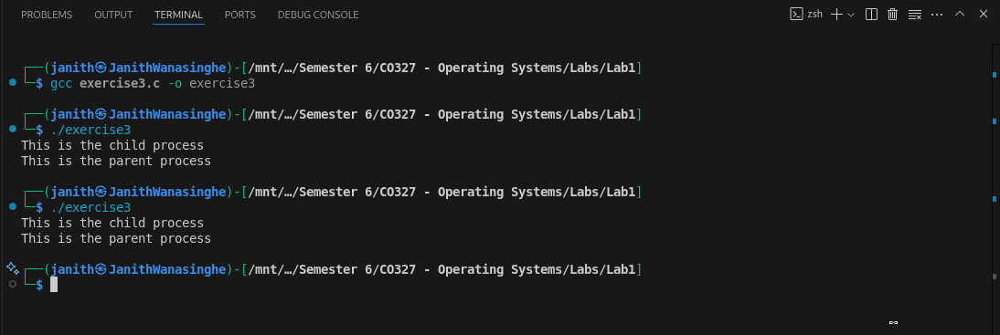 PROBLEMS OUTPUT TERMINAL PORTS DEBUG CONSOLE zsh
┌──(janith㉿JanithWanasinghe)-[/mnt/…/Semester 6/CO327 - Operating Systems/Labs/Lab1]
└─$ gcc exercise3.c -o exercise3
┌──(janith㉿JanithWanasinghe)-[/mnt/…/Semester 6/CO327 - Operating Systems/Labs/Lab1]
└─$ ./exercise3
This is the child process
This is the parent process
┌──(janith㉿JanithWanasinghe)-[/mnt/…/Semester 6/CO327 - Operating Systems/Labs/Lab1]
└─$ ./exercise3
This is the child process
This is the parent process
┌──(janith㉿JanithWanasinghe)-[/mnt/…/Semester 6/CO327 - Operating Systems/Labs/Lab1]
└─$